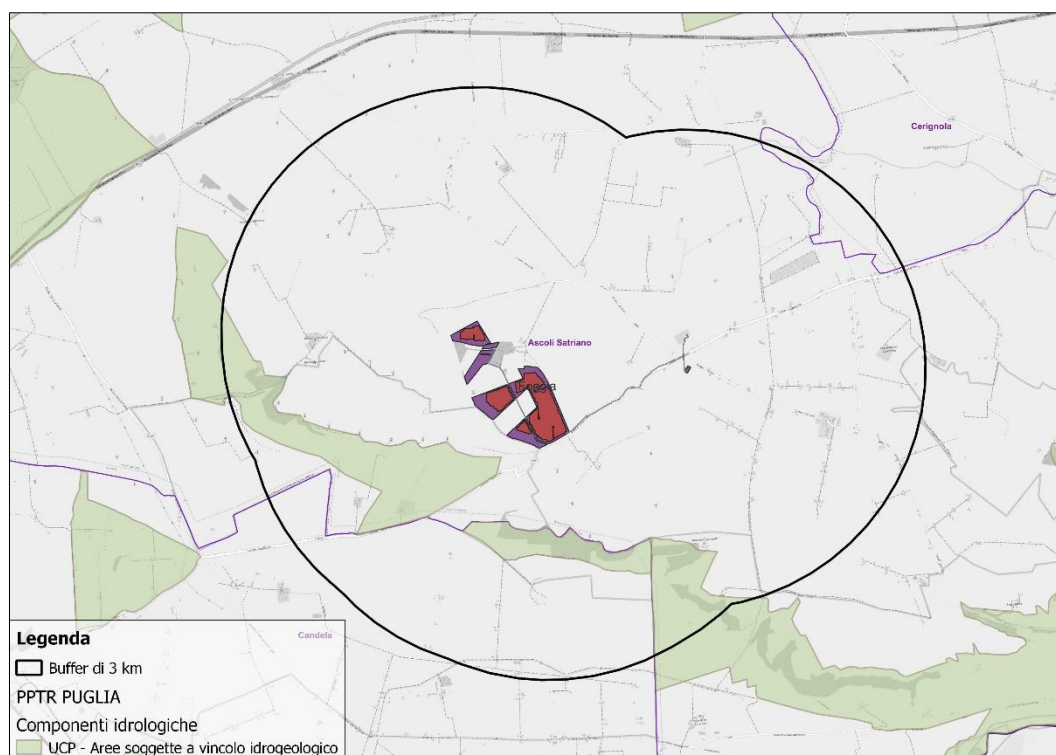 Cerignola
Ascoli Satriano
Foggia
Legenda
Candela
Buffer di 3 km
PPTR PUGLIA
Componenti idrologiche
UCP - Aree soggette a vincolo idrogeologico